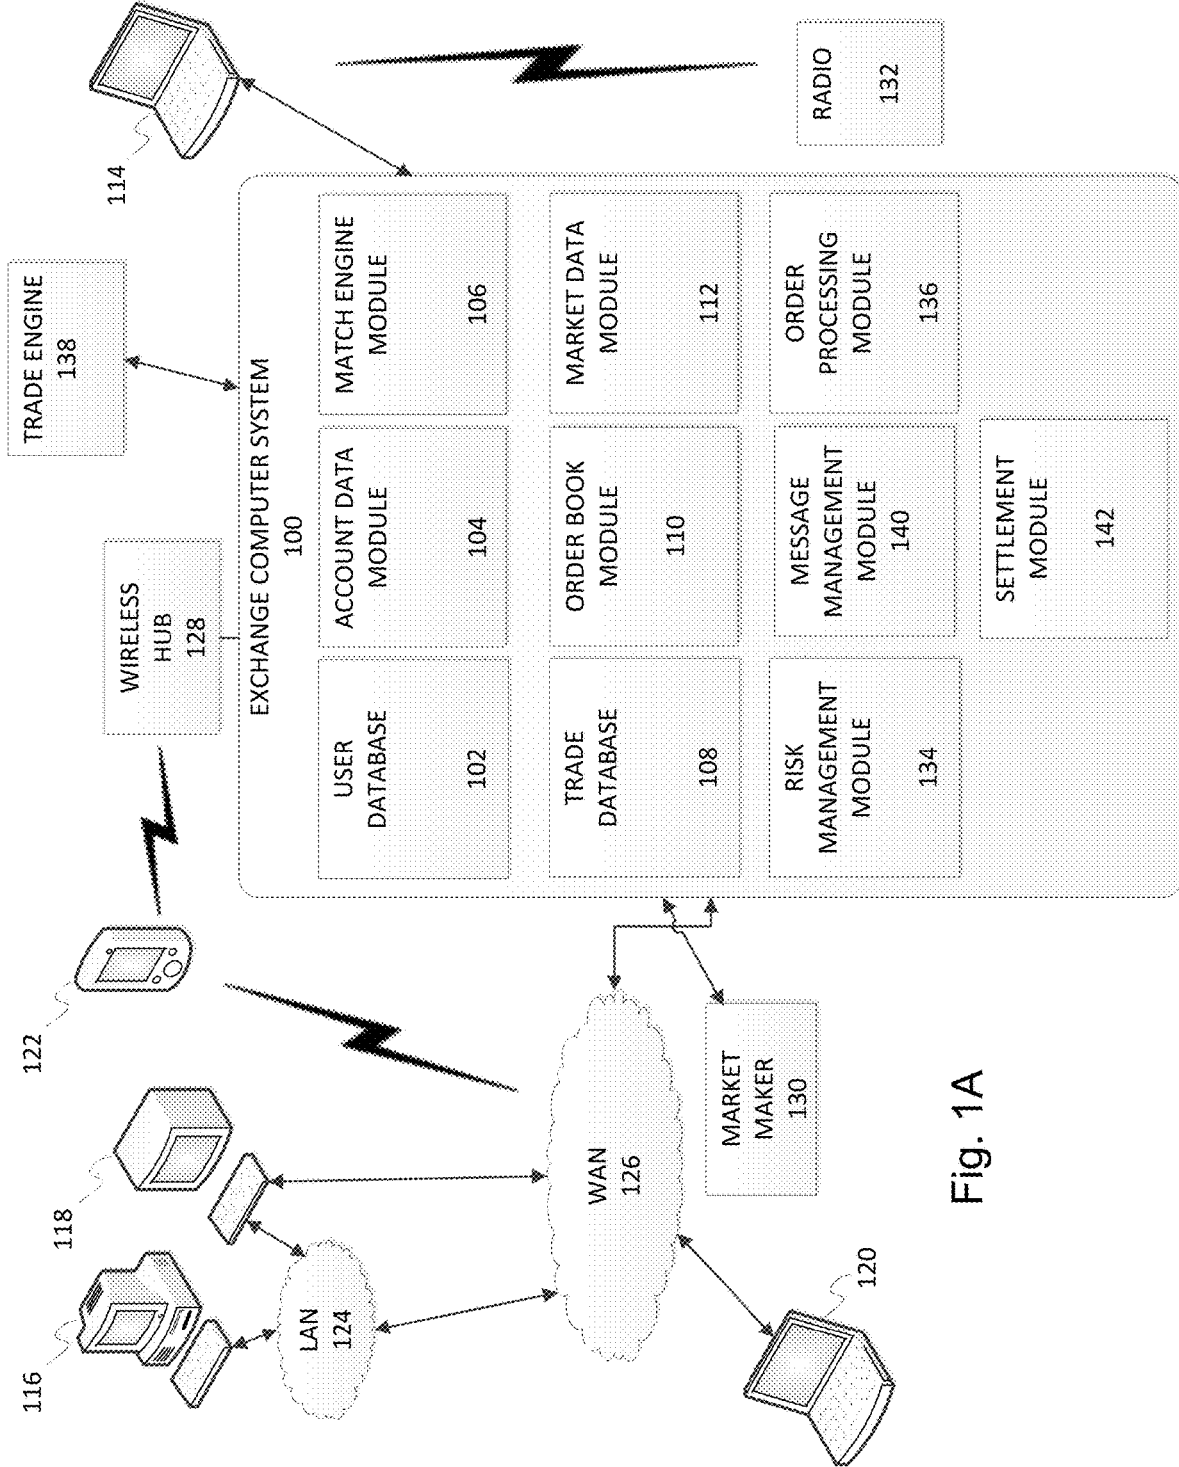 116
118
122
LAN
124
WIRELESS
HUB
128
TRADE ENGINE
138
114
EXCHANGE COMPUTER SYSTEM
100
USER
DATABASE
102
ACCOUNT DATA
MODULE
104
MATCH ENGINE
MODULE
106
TRADE
DATABASE
108
ORDER BOOK
MODULE
110
MARKET DATA
MODULE
112
RISK
MANAGEMENT
MODULE
134
MESSAGE
MANAGEMENT
MODULE
140
ORDER
PROCESSING
MODULE
136
SETTLEMENT
MODULE
142
WAN
126
MARKET
MAKER
130
RADIO
132
120
Fig. 1A